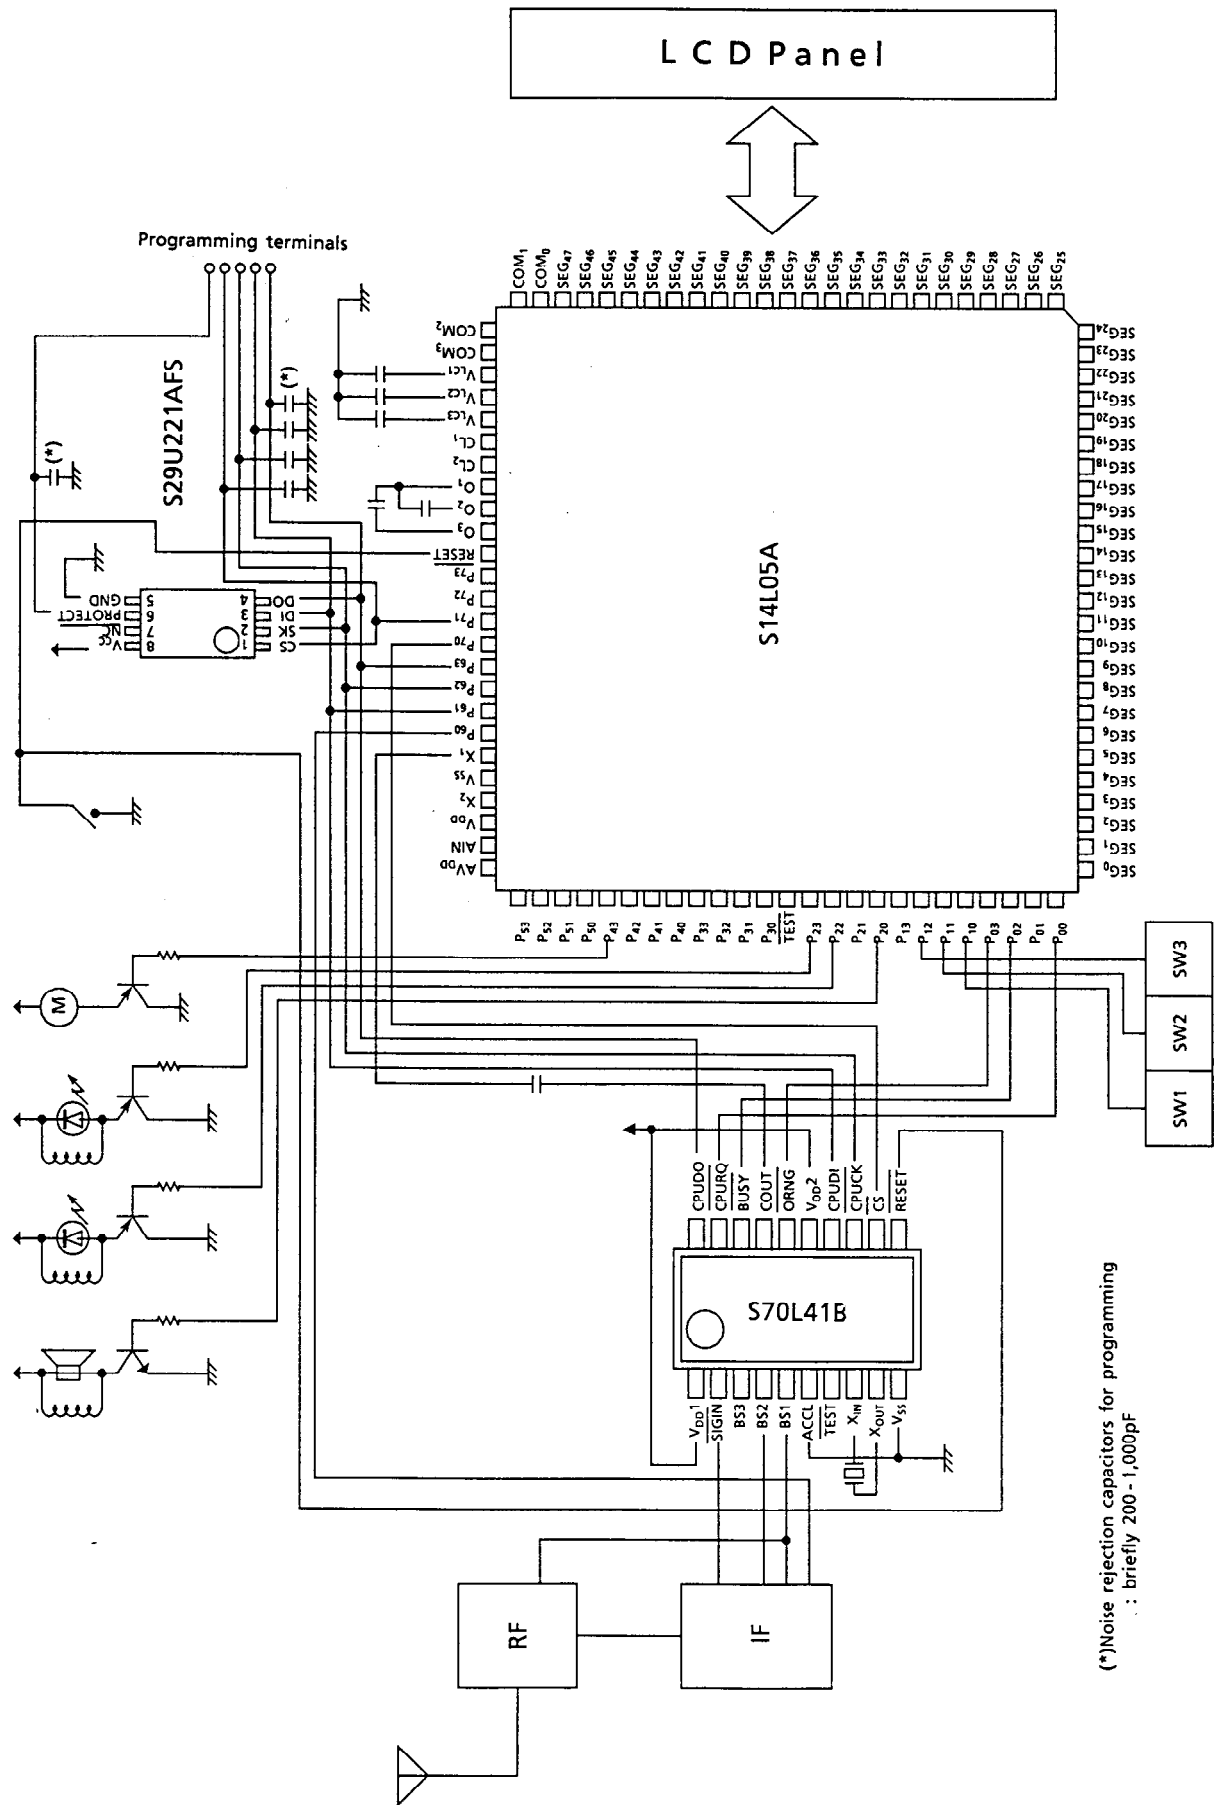 LCD Panel
Programming terminals
S29U221AFS
(*)
(*)
GND
PROTECT
NC
VCC
5
6
7
8
4
3
2
1
DO
DI
SK
CS
COM1
COM0
SEG47
SEG46
SEG45
SEG44
SEG43
SEG42
SEG41
SEG40
SEG39
SEG38
SEG37
SEG36
SEG35
SEG34
SEG33
SEG32
SEG31
SEG30
SEG29
SEG28
SEG27
SEG26
SEG25
COM2
COM3
VLC1
VLC2
VLC3
CL1
CL2
O1
O2
O3
RESET
P73
P72
P71
P70
P63
P62
P61
P60
X1
VSS
X2
VDD
AIN
AVDD
S14L05A
SEG24
SEG23
SEG22
SEG21
SEG20
SEG19
SEG18
SEG17
SEG16
SEG15
SEG14
SEG13
SEG12
SEG11
SEG10
SEG9
SEG8
SEG7
SEG6
SEG5
SEG4
SEG3
SEG2
SEG1
SEG0
P53
P52
P51
P50
P43
P42
P41
P40
P33
P32
P31
P30
TEST
P23
P22
P21
P20
P13
P12
P11
P10
P03
P02
P01
P00
M
SW3
SW2
SW1
CPUDO
CPURQ
BUSY
COUT
ORNG
VDD2
CPUDI
CPUCK
CS
RESET
S70L41B
VDD1
SIGIN
BS3
BS2
BS1
ACCL
TEST
XIN
XOUT
VSS
RF
IF
(*)Noise rejection capacitors for programming
: briefly 200-1,000pF